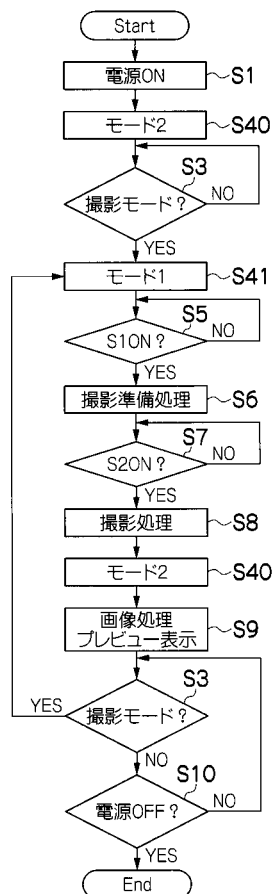 Start
電源ON
S1
モード2
S40
S3
撮影モード?
NO
YES
モード1
S41
S5
S1ON?
NO
YES
撮影準備処理
S6
S7
S2ON?
NO
YES
撮影処理
S8
モード2
S40
画像処理
プレビュー表示
S9
S3
YES
撮影モード?
NO
S10
電源OFF?
NO
YES
End